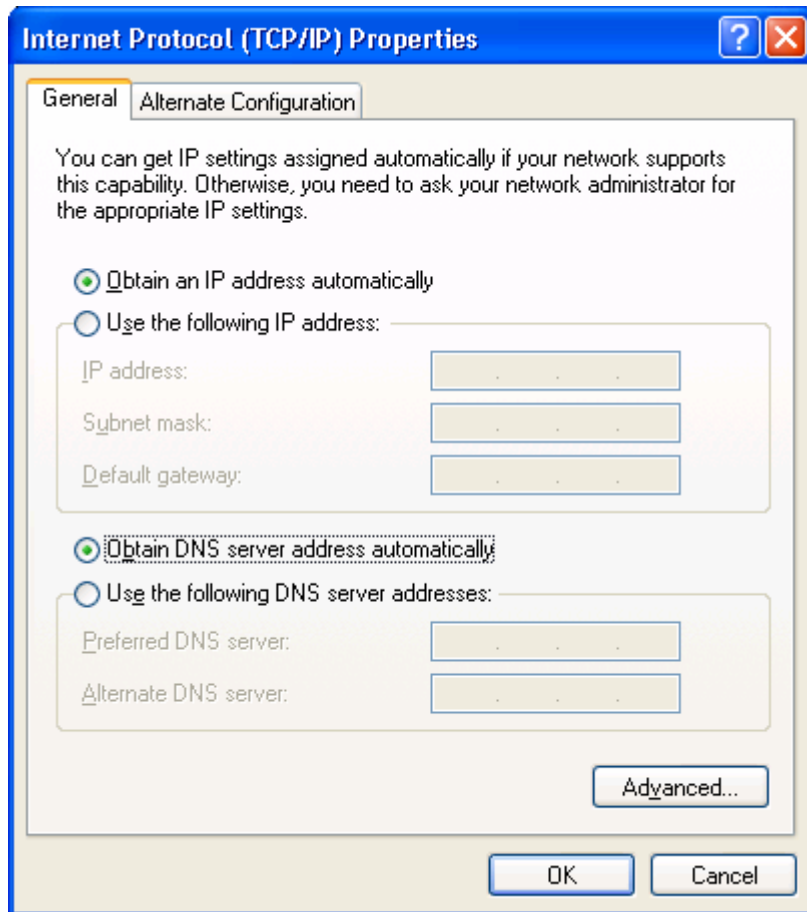 Internet Protocol (TCP/IP) Properties
General
Alternate Configuration
You can get IP settings assigned automatically if your network supports
this capability. Otherwise, you need to ask your network administrator for
the appropriate IP settings.
Obtain an IP address automatically
Use the following IP address:
IP address:
Subnet mask:
Default gateway:
Obtain DNS server address automatically
Use the following DNS server addresses:
Preferred DNS server:
Alternate DNS server:
Advanced...
OK
Cancel